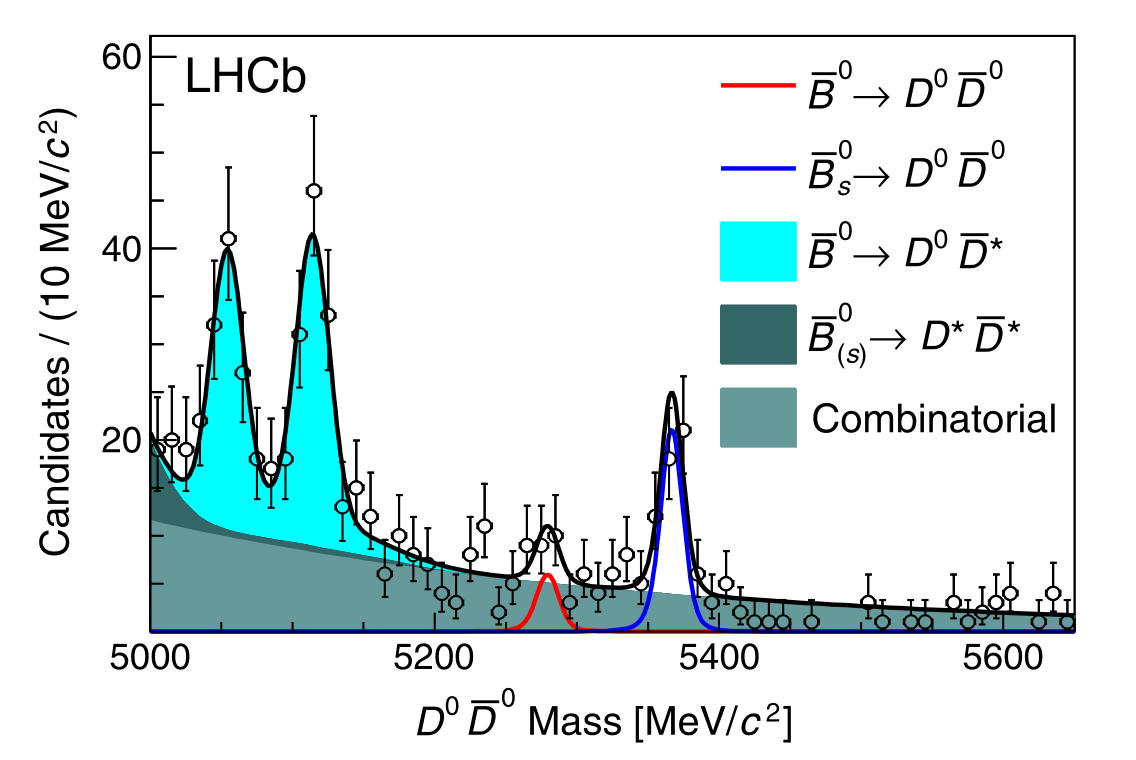 LHCb
60
40
20
5000 5200 5400 5600
Candidates / (10 MeV/c²)
D⁰ D̅⁰ Mass [MeV/c²]
B̅⁰ → D⁰ D̅⁰
B̅ₛ⁰ → D⁰ D̅⁰
B̅⁰ → D⁰ D̅*
B̅₍ₛ₎⁰ → D* D̅*
Combinatorial